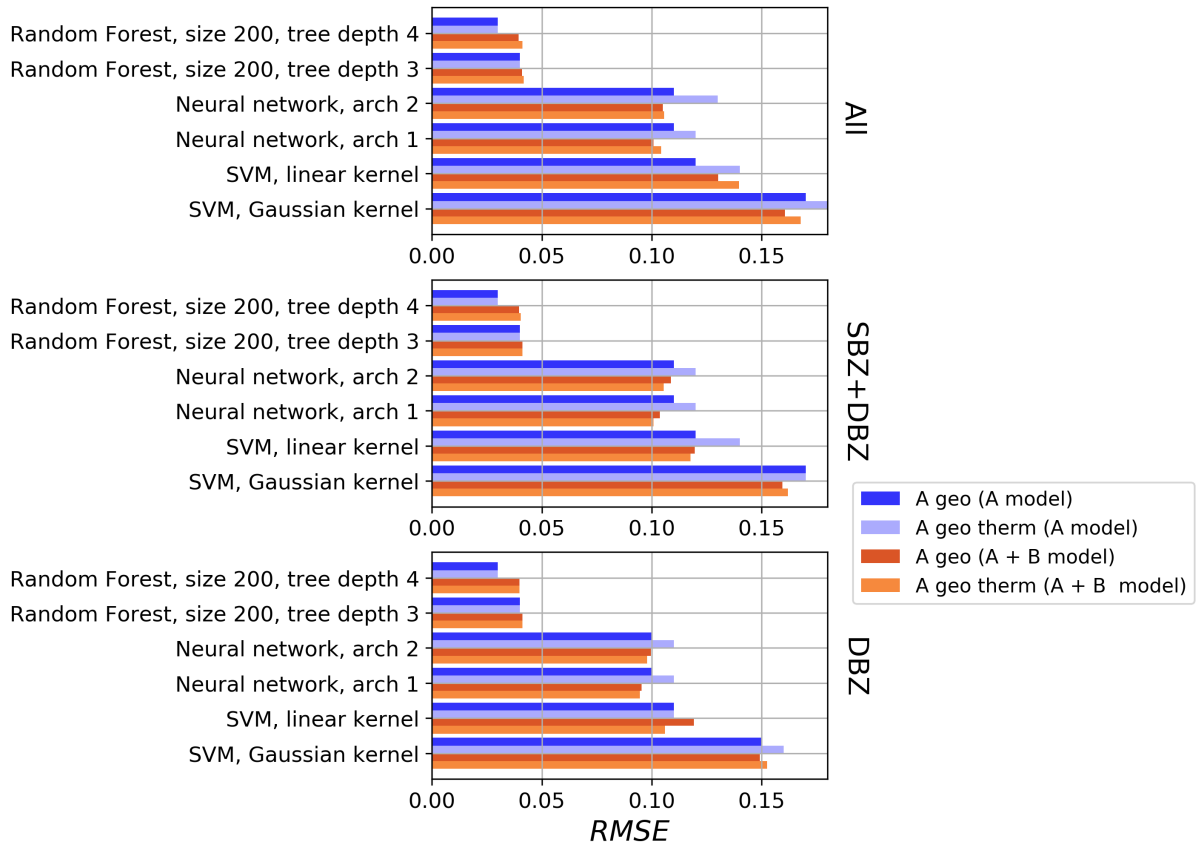 Random Forest, size 200, tree depth 4
Random Forest, size 200, tree depth 3
Neural network, arch 2
Neural network, arch 1
SVM, linear kernel
SVM, Gaussian kernel
0.00 0.05 0.10 0.15
All
Random Forest, size 200, tree depth 4
Random Forest, size 200, tree depth 3
Neural network, arch 2
Neural network, arch 1
SVM, linear kernel
SVM, Gaussian kernel
0.00 0.05 0.10 0.15
SBZ+DBZ
A geo (A model)
A geo therm (A model)
A geo (A + B model)
A geo therm (A + B model)
Random Forest, size 200, tree depth 4
Random Forest, size 200, tree depth 3
Neural network, arch 2
Neural network, arch 1
SVM, linear kernel
SVM, Gaussian kernel
0.00 0.05 0.10 0.15
DBZ
RMSE